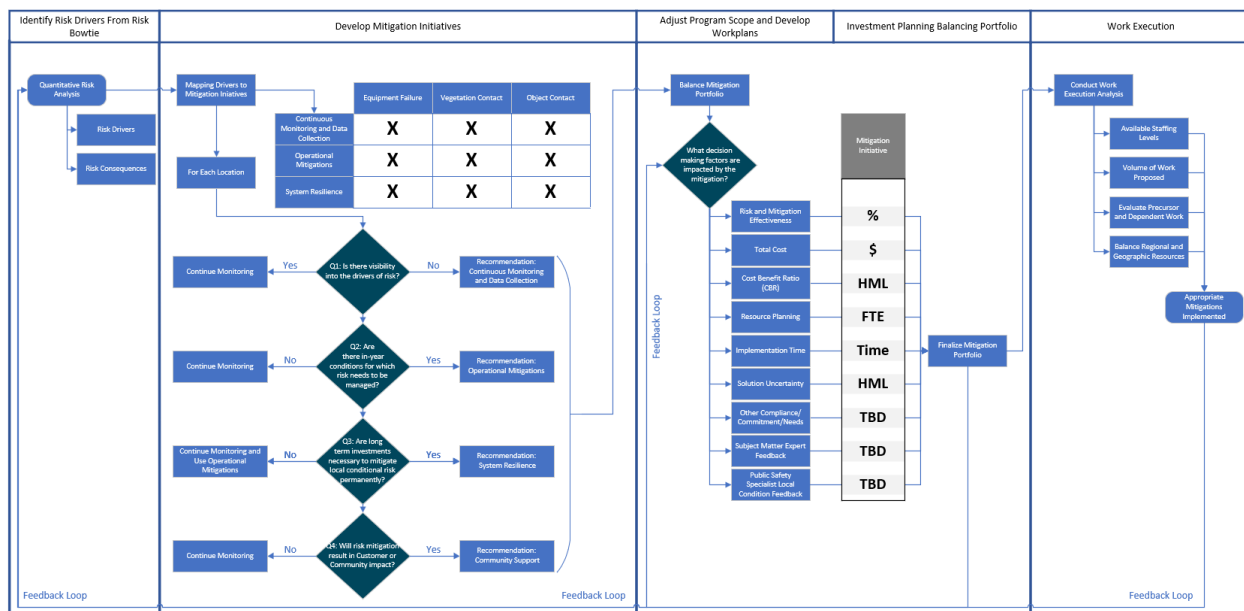 Identify Risk Drivers From Risk
Bowtie
Develop Mitigation Initiatives
Adjust Program Scope and Develop
Workplans
Investment Planning Balancing Portfolio
Work Execution
Quantitative Risk
Analysis
Risk Drivers
Risk Consequences
Mapping Drivers to
Mitigation Iniatives
For Each Location
Equipment Failure
Vegetation Contact
Object Contact
Continuous
Monitoring and Data
Collection
X
X
X
Operational
Mitigations
X
X
X
System Resilience
X
X
X
Continue Monitoring
Yes
Q1: Is there visibility
into the drivers of risk?
No
Recommendation:
Continuous Monitoring
and Data Collection
Continue Monitoring
No
Q2: Are
there in-year
conditions for which
risk needs to be
managed?
Yes
Recommendation:
Operational Mitigations
Continue Monitoring and
Use Operational
Mitigations
No
Q3: Are long
term investments
necessary to mitigate
local conditional risk
permanently?
Yes
Recommendation:
System Resilience
Continue Monitoring
No
Q4: Will risk mitigation
result in Customer or
Community impact?
Yes
Recommendation:
Community Support
Balance Mitigation
Portfolio
What decision
making factors are
impacted by the
mitigation?
Feedback Loop
Mitigation
Initiative
Risk and Mitigation
Effectiveness
%
Total Cost
$
Cost Benefit Ratio
(CBR)
HML
Resource Planning
FTE
Implementation Time
Time
Solution Uncertainty
HML
Other Compliance/
Commitment/Needs
TBD
Subject Matter Expert
Feedback
TBD
Public Safety
Specialist Local
Condition Feedback
TBD
Finalize Mitigation
Portfolio
Conduct Work
Execution Analysis
Available Staffing
Levels
Volume of Work
Proposed
Evaluate Precursor
and Dependent Work
Balance Regional and
Geographic Resources
Appropriate
Mitigations
Implemented
Feedback Loop
Feedback Loop
Feedback Loop